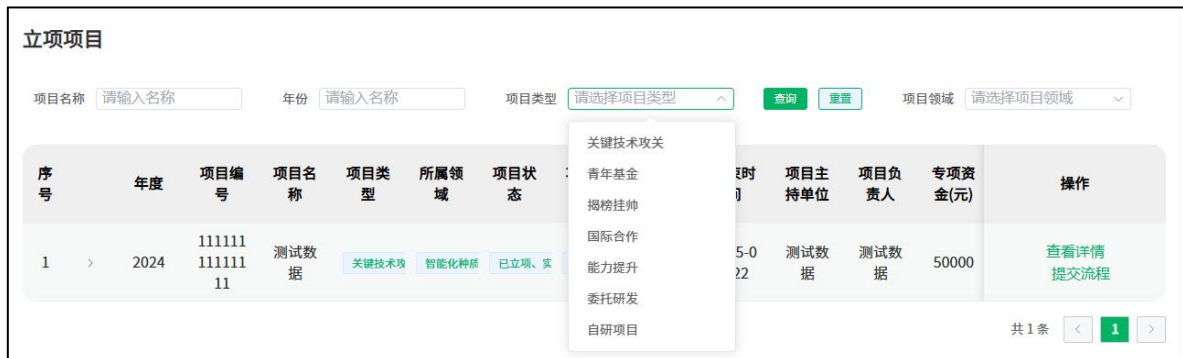 立项项目
项目名称 请输入名称 年份 请输入名称 项目类型 请选择项目类型 查询 重置 项目领域 请选择项目领域
关键技术攻关
青年基金
揭榜挂帅
国际合作
能力提升
委托研发
自研项目
序号 年度 项目编号 项目名称 项目类型 所属领域 项目状态 项目主持单位 项目负责人 专项资金(元) 操作
1 2024
111111
111111
11
测试数据
关键技术攻 智能化种质 已立项、实
5-0
22
测试数据 测试数据 50000
查看详情
提交流程
共1条 1